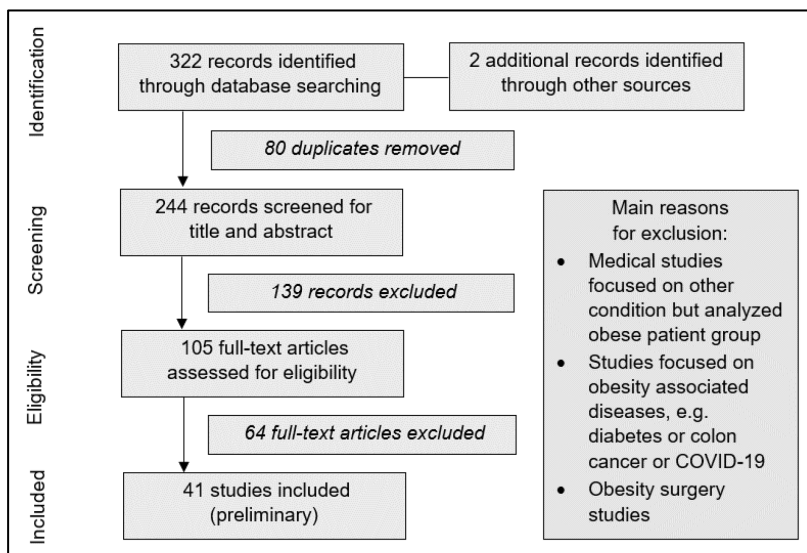 Identification
322 records identified
through database searching
2 additional records identified
through other sources
80 duplicates removed
Screening
244 records screened for
title and abstract
139 records excluded
Eligibility
105 full-text articles
assessed for eligibility
64 full-text articles excluded
Included
41 studies included
(preliminary)
Main reasons
for exclusion:
• Medical studies
focused on other
condition but analyzed
obese patient group
• Studies focused on
obesity associated
diseases, e.g.
diabetes or colon
cancer or COVID-19
• Obesity surgery
studies